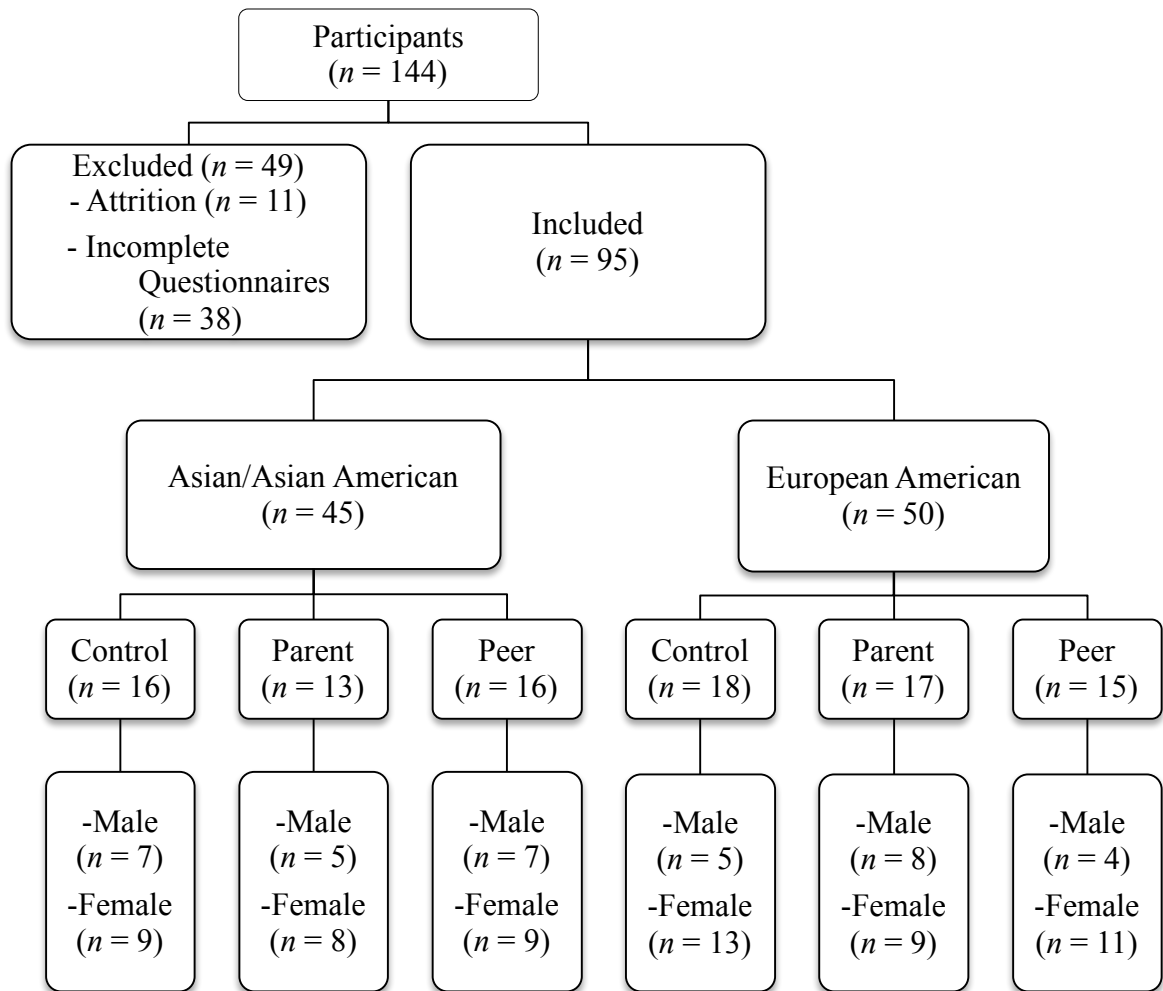 Participants
(n = 144)
Excluded (n = 49)
- Attrition (n = 11)
- Incomplete
Questionnaires
(n = 38)
Included
(n = 95)
Asian/Asian American
(n = 45)
European American
(n = 50)
Control
(n = 16)
Parent
(n = 13)
Peer
(n = 16)
Control
(n = 18)
Parent
(n = 17)
Peer
(n = 15)
-Male
(n = 7)
-Female
(n = 9)
-Male
(n = 5)
-Female
(n = 8)
-Male
(n = 7)
-Female
(n = 9)
-Male
(n = 5)
-Female
(n = 13)
-Male
(n = 8)
-Female
(n = 9)
-Male
(n = 4)
-Female
(n = 11)